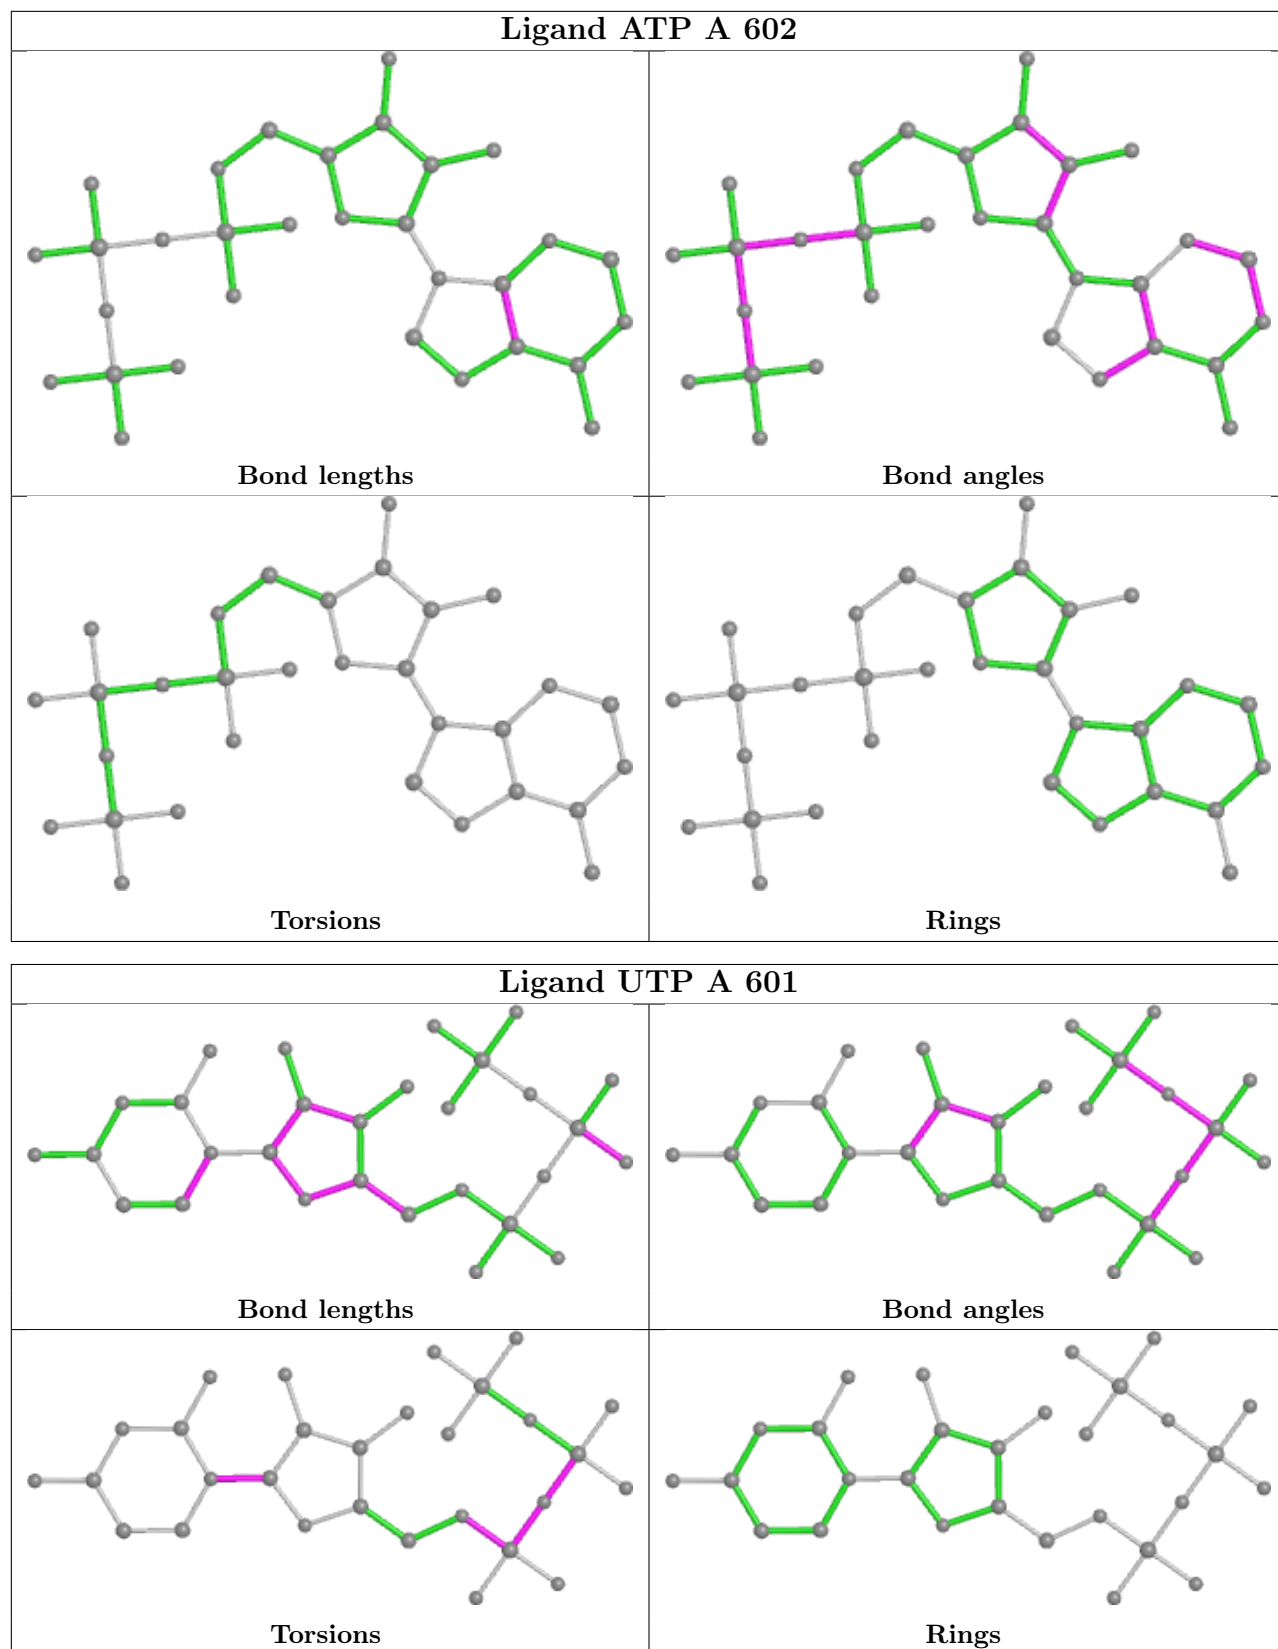 Ligand ATP A 602
Bond lengths
Bond angles
Torsions
Rings
Ligand UTP A 601
Bond lengths
Bond angles
Torsions
Rings